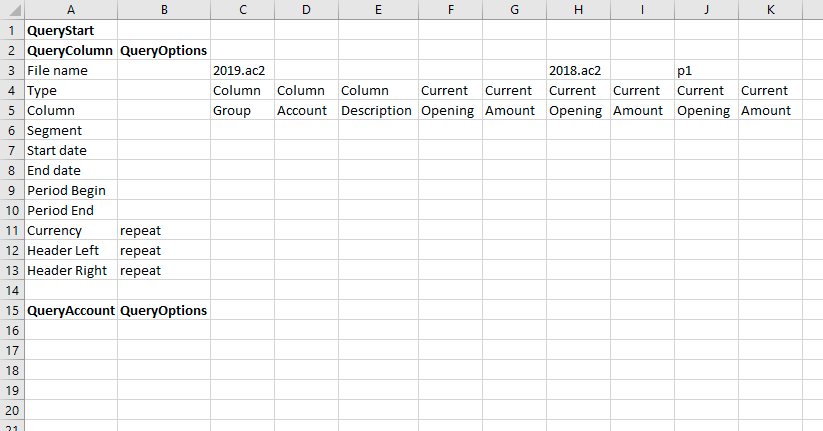 A B C D E F G H I J K
1 QueryStart
2 QueryColumn QueryOptions
3 File name 2019.ac2 2018.ac2 p1
4 Type Column Column Column Current Current Current Current Current Current
5 Column Group Account Description Opening Amount Opening Amount Opening Amount
6 Segment
7 Start date
8 End date
9 Period Begin
10 Period End
11 Currency repeat
12 Header Left repeat
13 Header Right repeat
14
15 QueryAccount QueryOptions
16
17
18
19
20
21